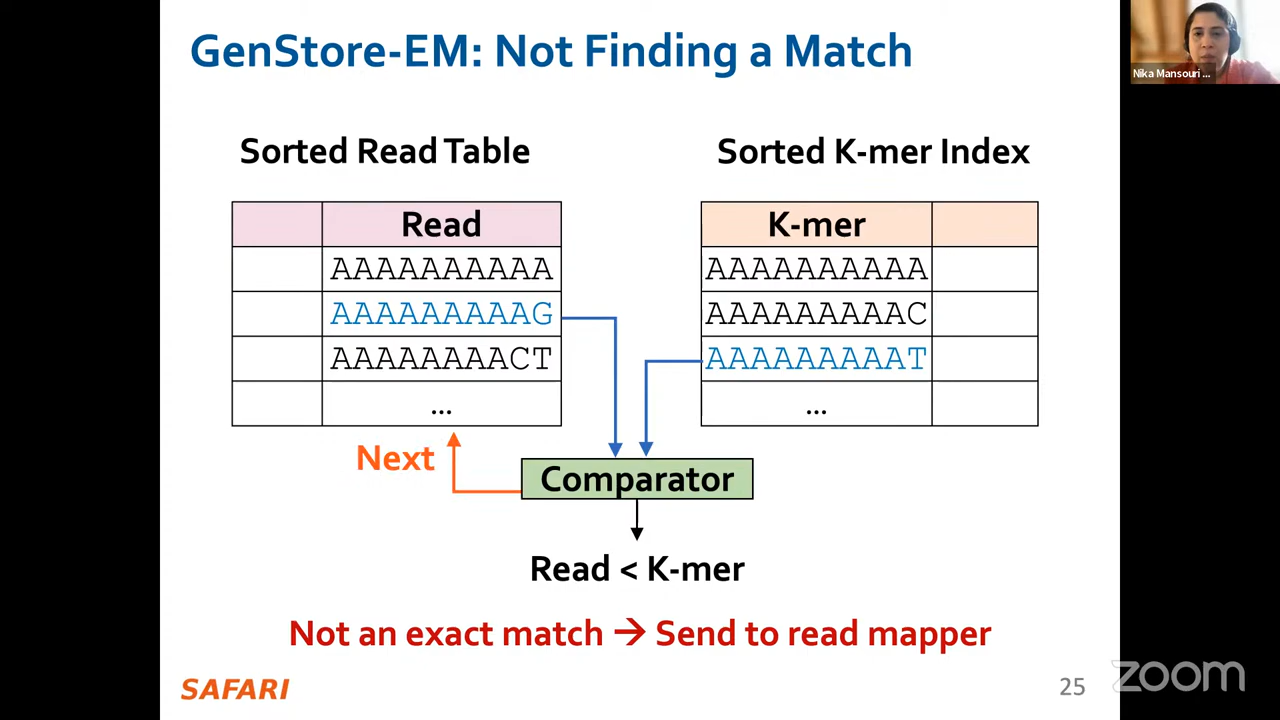 GenStore-EM: Not Finding a Match
Nika Mansouri ...
Sorted Read Table
Sorted K-mer Index
Read
AAAAAAAAAA
AAAAAAAAAG
AAAAAAAACT
...
K-mer
AAAAAAAAAA
AAAAAAAAAC
AAAAAAAAAT
...
Next
Comparator
Read < K-mer
Not an exact match → Send to read mapper
SAFARI
25
zoom